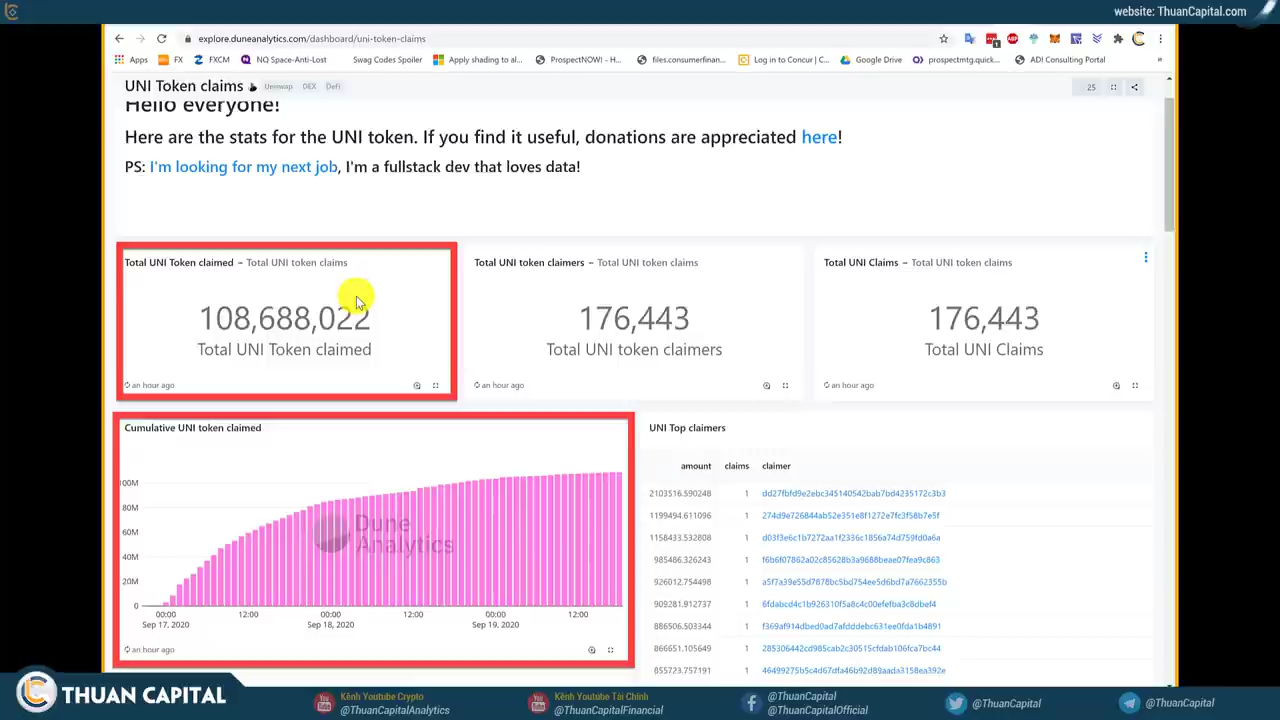 website: ThuanCapital.com
explore.duneanalytics.com/dashboard/uni-token-claims
Apps FX FXCM NQ Space-Anti-Lost Swag Codes Spoiler Apply shading to al... ProspectNOW! – H... files.consumerfinan... Log in to Concur | C... Google Drive prospectmtg.quick... ADI Consulting Portal »
UNI Token claims Uniswap DEX DeFi 25
Hello everyone!
Here are the stats for the UNI token. If you find it useful, donations are appreciated here!
PS: I'm looking for my next job, I'm a fullstack dev that loves data!
Total UNI Token claimed – Total UNI token claims
108,688,022
Total UNI Token claimed
an hour ago
Total UNI token claimers – Total UNI token claims
176,443
Total UNI token claimers
an hour ago
Total UNI Claims – Total UNI token claims
176,443
Total UNI Claims
an hour ago
Cumulative UNI token claimed
100M
80M
60M
40M
20M
0
Dune
Analytics
00:00 12:00 00:00 12:00 00:00 12:00
Sep 17, 2020 Sep 18, 2020 Sep 19, 2020
an hour ago
UNI Top claimers
amount claims claimer
2103516.590248 1 dd27fbfd9e2ebc345140542bab7bd4235172c3b3
1199494.611096 1 274d9e726844ab52e351e8f1272e7fc3f58b7e5f
1158433.532808 1 d03f3e6c1b7272aa1f2336c1856a74d759fd0a6a
985486.326243 1 f6b6f07862a02c85628b3a9688beae07fea9c863
926012.754498 1 a5f7a39e55d7878bc5bd754ee5d6bd7a7662355b
909281.912737 1 6fdabcd4c1b926310f5a8c4c00efefba3c8dbef4
886506.503344 1 f369af914dbed0ad7afdddebc631ee0fda1b4891
866651.105649 1 285306442cd985cab2c30515cfdab106fca7bc44
855723.757191 1 46499275b5c4d67dfa46b92d89aada3158ea392e
THUAN CAPITAL
Kênh Youtube Crypto
@ThuanCapitalAnalytics
Kênh Youtube Tài Chính
@ThuanCapitalFinancial
@ThuanCapital
@ThuanCapitalOfficial
@ThuanCapital
@ThuanCapital